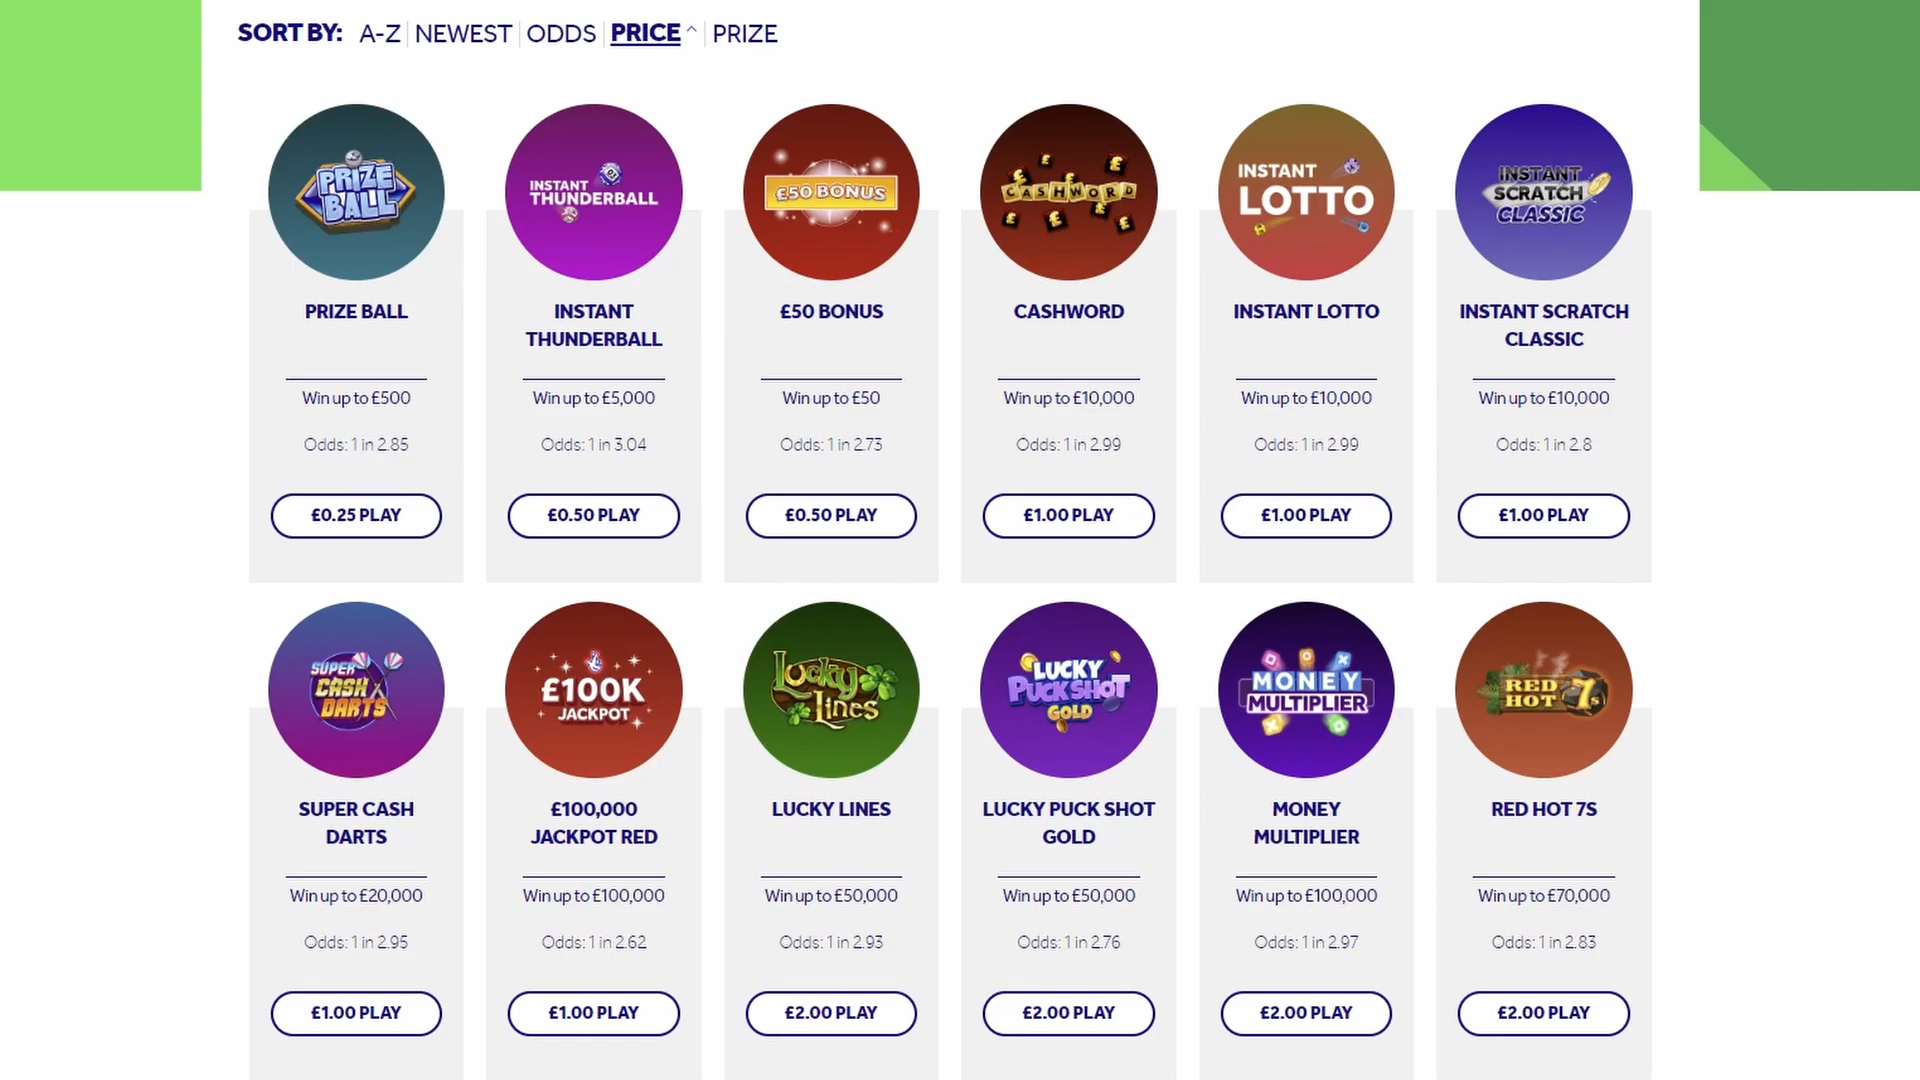 SORT BY: A-Z NEWEST ODDS PRICE ^ PRIZE
PRIZE
BALL
INSTANT
THUNDERBALL
£50 BONUS
CASHWORD
INSTANT
LOTTO
INSTANT
SCRATCH
CLASSIC
PRIZE BALL
INSTANT
THUNDERBALL
£50 BONUS
CASHWORD
INSTANT LOTTO
INSTANT SCRATCH
CLASSIC
Win up to £500
Win up to £5,000
Win up to £50
Win up to £10,000
Win up to £10,000
Win up to £10,000
Odds: 1 in 2.85
Odds: 1 in 3.04
Odds: 1 in 2.73
Odds: 1 in 2.99
Odds: 1 in 2.99
Odds: 1 in 2.8
£0.25 PLAY
£0.50 PLAY
£0.50 PLAY
£1.00 PLAY
£1.00 PLAY
£1.00 PLAY
SUPER
CASH
DARTS
£100K
JACKPOT
Lucky
Lines
LUCKY
PUCK SHOT
GOLD
MONEY
MULTIPLIER
RED
HOT 7s
SUPER CASH
DARTS
£100,000
JACKPOT RED
LUCKY LINES
LUCKY PUCK SHOT
GOLD
MONEY
MULTIPLIER
RED HOT 7S
Win up to £20,000
Win up to £100,000
Win up to £50,000
Win up to £50,000
Win up to £100,000
Win up to £70,000
Odds: 1 in 2.95
Odds: 1 in 2.62
Odds: 1 in 2.93
Odds: 1 in 2.76
Odds: 1 in 2.97
Odds: 1 in 2.83
£1.00 PLAY
£1.00 PLAY
£2.00 PLAY
£2.00 PLAY
£2.00 PLAY
£2.00 PLAY